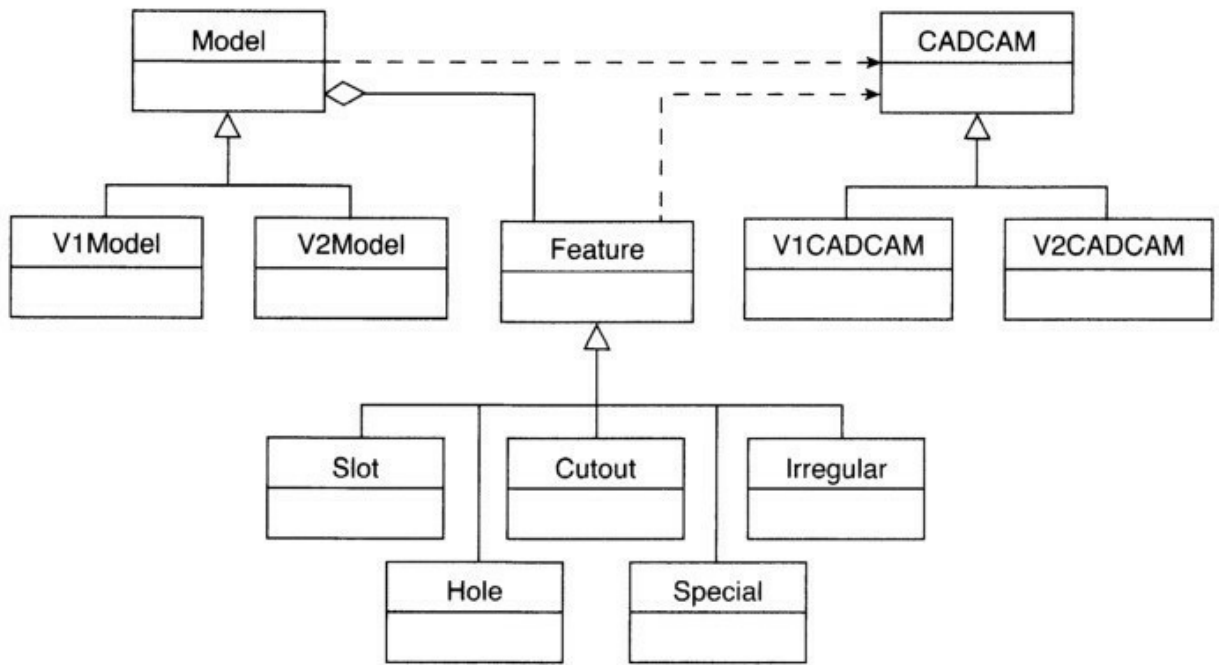 Model
CADCAM
V1Model
V2Model
Feature
V1CADCAM
V2CADCAM
Slot
Cutout
Irregular
Hole
Special